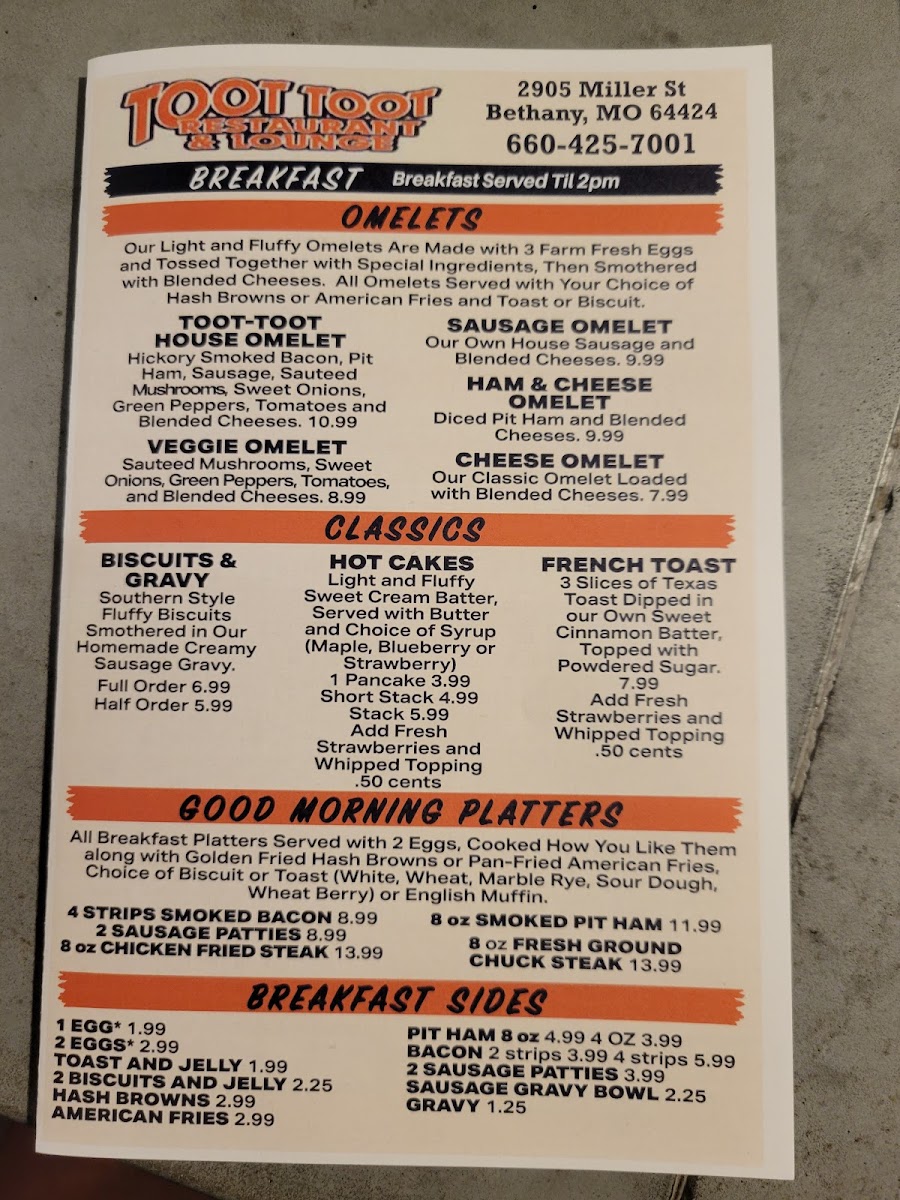 TOOT TOOT
RESTAURANT
& LOUNGE
2905 Miller St
Bethany, MO 64424
660-425-7001
BREAKFAST Breakfast Served Til 2pm
OMELETS
Our Light and Fluffy Omelets Are Made with 3 Farm Fresh Eggs
and Tossed Together with Special Ingredients, Then Smothered
with Blended Cheeses. All Omelets Served with Your Choice of
Hash Browns or American Fries and Toast or Biscuit.
TOOT-TOOT
HOUSE OMELET
Hickory Smoked Bacon, Pit
Ham, Sausage, Sauteed
Mushrooms, Sweet Onions,
Green Peppers, Tomatoes and
Blended Cheeses. 10.99
VEGGIE OMELET
Sauteed Mushrooms, Sweet
Onions, Green Peppers, Tomatoes,
and Blended Cheeses. 8.99
SAUSAGE OMELET
Our Own House Sausage and
Blended Cheeses. 9.99
HAM & CHEESE
OMELET
Diced Pit Ham and Blended
Cheeses. 9.99
CHEESE OMELET
Our Classic Omelet Loaded
with Blended Cheeses. 7.99
CLASSICS
BISCUITS &
GRAVY
Southern Style
Fluffy Biscuits
Smothered in Our
Homemade Creamy
Sausage Gravy.
Full Order 6.99
Half Order 5.99
HOT CAKES
Light and Fluffy
Sweet Cream Batter,
Served with Butter
and Choice of Syrup
(Maple, Blueberry or
Strawberry)
1 Pancake 3.99
Short Stack 4.99
Stack 5.99
Add Fresh
Strawberries and
Whipped Topping
.50 cents
FRENCH TOAST
3 Slices of Texas
Toast Dipped in
our Own Sweet
Cinnamon Batter,
Topped with
Powdered Sugar.
7.99
Add Fresh
Strawberries and
Whipped Topping
.50 cents
GOOD MORNING PLATTERS
All Breakfast Platters Served with 2 Eggs, Cooked How You Like Them
along with Golden Fried Hash Browns or Pan-Fried American Fries,
Choice of Biscuit or Toast (White, Wheat, Marble Rye, Sour Dough,
Wheat Berry) or English Muffin.
4 STRIPS SMOKED BACON 8.99
2 SAUSAGE PATTIES 8.99
8 oz CHICKEN FRIED STEAK 13.99
8 oz SMOKED PIT HAM 11.99
8 oz FRESH GROUND
CHUCK STEAK 13.99
BREAKFAST SIDES
1 EGG* 1.99
2 EGGS* 2.99
TOAST AND JELLY 1.99
2 BISCUITS AND JELLY 2.25
HASH BROWNS 2.99
AMERICAN FRIES 2.99
PIT HAM 8 oz 4.99 4 OZ 3.99
BACON 2 strips 3.99 4 strips 5.99
2 SAUSAGE PATTIES 3.99
SAUSAGE GRAVY BOWL 2.25
GRAVY 1.25